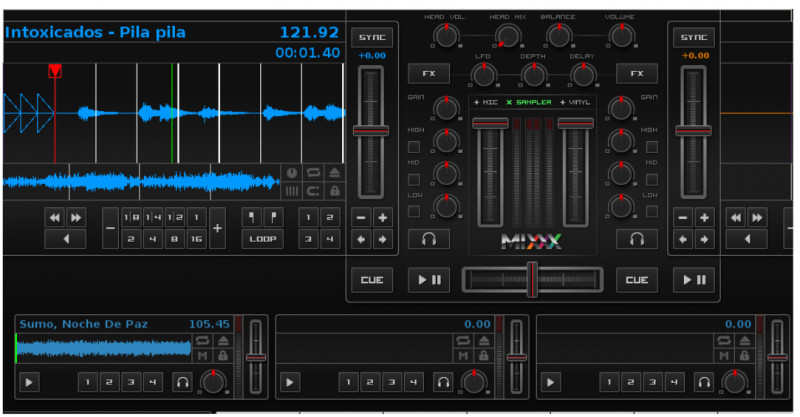 Intoxicados - Pila pila 121.92
00:01.40
SYNC
+0.00
HEAD VOL. HEAD MIX BALANCE VOLUME
LFO DEPTH DELAY
FX FX
+ MIC X SAMPLER + VINYL
GAIN GAIN
HIGH HIGH
MID MID
LOW LOW
MIXXX
SYNC
+0.00
1 8 1 4 1 2 1
2 4 8 16
LOOP
1 2
3 4
CUE CUE
Sumo, Noche De Paz 105.45
M
1 2 3 4
0.00
M
1 2 3 4
0.00
M
1 2 3 4